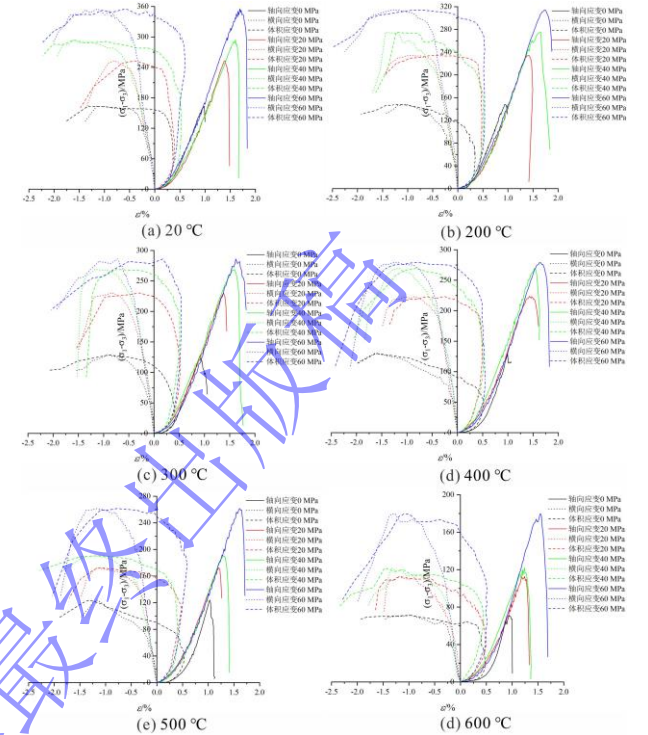 360
300
240
180
120
60
0
(σ₁-σ₃)/MPa
-2.5 -2.0 -1.5 -1.0 -0.5 0.0 0.5 1.0 1.5 2.0
ε/%
轴向应变0 MPa
横向应变0 MPa
体积应变0 MPa
轴向应变20 MPa
横向应变20 MPa
体积应变20 MPa
轴向应变40 MPa
横向应变40 MPa
体积应变40 MPa
轴向应变60 MPa
横向应变60 MPa
体积应变60 MPa
(a) 20 ℃
320
280
240
200
160
120
80
40
0
(σ₁-σ₃)/MPa
-2.5 -2.0 -1.5 -1.0 -0.5 0.0 0.5 1.0 1.5 2.0
ε/%
轴向应变0 MPa
横向应变0 MPa
体积应变0 MPa
轴向应变20 MPa
横向应变20 MPa
体积应变20 MPa
轴向应变40 MPa
横向应变40 MPa
体积应变40 MPa
轴向应变60 MPa
横向应变60 MPa
体积应变60 MPa
(b) 200 ℃
300
250
200
150
100
50
0
(σ₁-σ₃)/MPa
-2.5 -2.0 -1.5 -1.0 -0.5 0.0 0.5 1.0 1.5 2.0
ε/%
轴向应变0 MPa
横向应变0 MPa
体积应变0 MPa
轴向应变20 MPa
横向应变20 MPa
体积应变20 MPa
轴向应变40 MPa
横向应变40 MPa
体积应变40 MPa
轴向应变60 MPa
横向应变60 MPa
体积应变60 MPa
(c) 300 ℃
300
250
200
150
100
50
0
(σ₁-σ₃)/MPa
-2.5 -2.0 -1.5 -1.0 -0.5 0.0 0.5 1.0 1.5 2.0
ε/%
轴向应变0 MPa
横向应变0 MPa
体积应变0 MPa
轴向应变20 MPa
横向应变20 MPa
体积应变20 MPa
轴向应变40 MPa
横向应变40 MPa
体积应变40 MPa
轴向应变60 MPa
横向应变60 MPa
体积应变60 MPa
(d) 400 ℃
280
240
200
160
120
80
40
0
(σ₁-σ₃)/MPa
-2.5 -2.0 -1.5 -1.0 -0.5 0.0 0.5 1.0 1.5 2.0
ε/%
轴向应变0 MPa
横向应变0 MPa
体积应变0 MPa
轴向应变20 MPa
横向应变20 MPa
体积应变20 MPa
轴向应变40 MPa
横向应变40 MPa
体积应变40 MPa
轴向应变60 MPa
横向应变60 MPa
体积应变60 MPa
(e) 500 ℃
200
160
120
80
40
0
(σ₁-σ₃)/MPa
-2.5 -2.0 -1.5 -1.0 -0.5 0.0 0.5 1.0 1.5 2.0
ε/%
轴向应变0 MPa
横向应变0 MPa
体积应变0 MPa
轴向应变20 MPa
横向应变20 MPa
体积应变20 MPa
轴向应变40 MPa
横向应变40 MPa
体积应变40 MPa
轴向应变60 MPa
横向应变60 MPa
体积应变60 MPa
(d) 600 ℃
最终出版稿